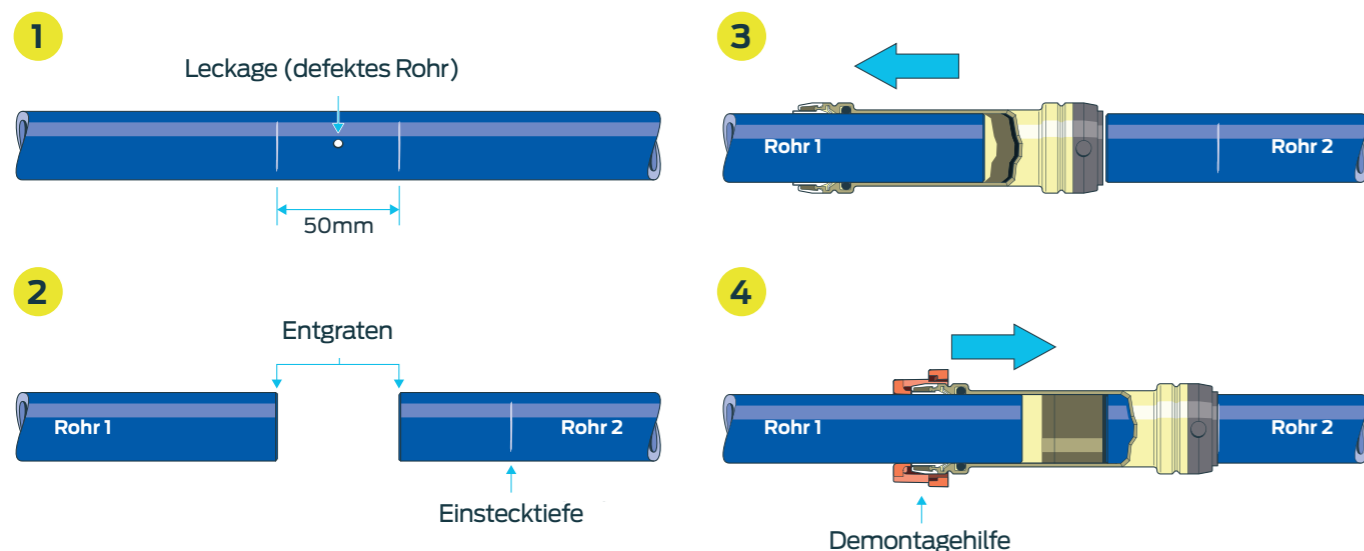 1
Leckage (defektes Rohr)
50mm
2
Entgraten
Rohr 1
Rohr 2
Einstecktiefe
3
Rohr 1
Rohr 2
4
Rohr 1
Rohr 2
Demontagehilfe